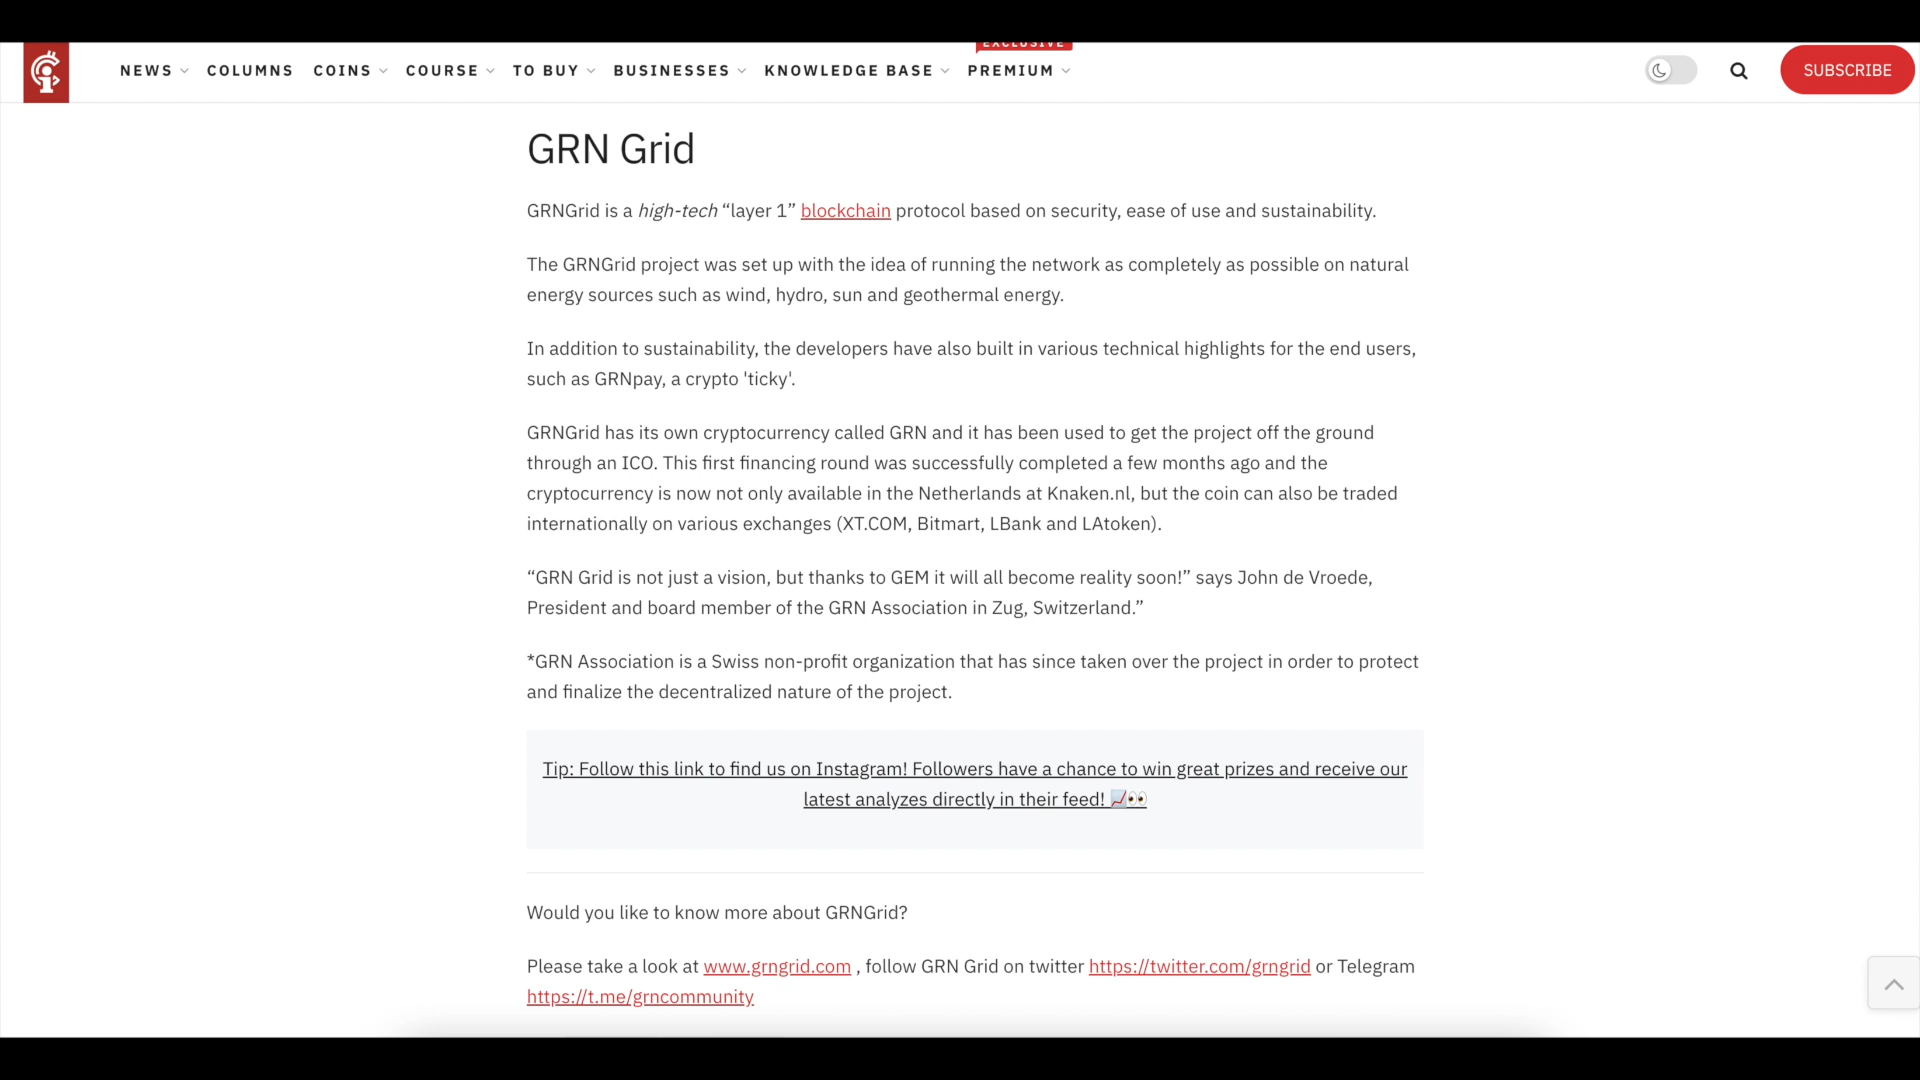 EXCLUSIVE
NEWS COLUMNS COINS COURSE TO BUY BUSINESSES KNOWLEDGE BASE PREMIUM SUBSCRIBE
GRN Grid
GRNGrid is a high-tech “layer 1” blockchain protocol based on security, ease of use and sustainability.
The GRNGrid project was set up with the idea of running the network as completely as possible on natural
energy sources such as wind, hydro, sun and geothermal energy.
In addition to sustainability, the developers have also built in various technical highlights for the end users,
such as GRNpay, a crypto 'ticky'.
GRNGrid has its own cryptocurrency called GRN and it has been used to get the project off the ground
through an ICO. This first financing round was successfully completed a few months ago and the
cryptocurrency is now not only available in the Netherlands at Knaken.nl, but the coin can also be traded
internationally on various exchanges (XT.COM, Bitmart, LBank and LAtoken).
“GRN Grid is not just a vision, but thanks to GEM it will all become reality soon!” says John de Vroede,
President and board member of the GRN Association in Zug, Switzerland.”
*GRN Association is a Swiss non-profit organization that has since taken over the project in order to protect
and finalize the decentralized nature of the project.
Tip: Follow this link to find us on Instagram! Followers have a chance to win great prizes and receive our
latest analyzes directly in their feed! 📈👀
Would you like to know more about GRNGrid?
Please take a look at www.grngrid.com , follow GRN Grid on twitter https://twitter.com/grngrid or Telegram
https://t.me/grncommunity